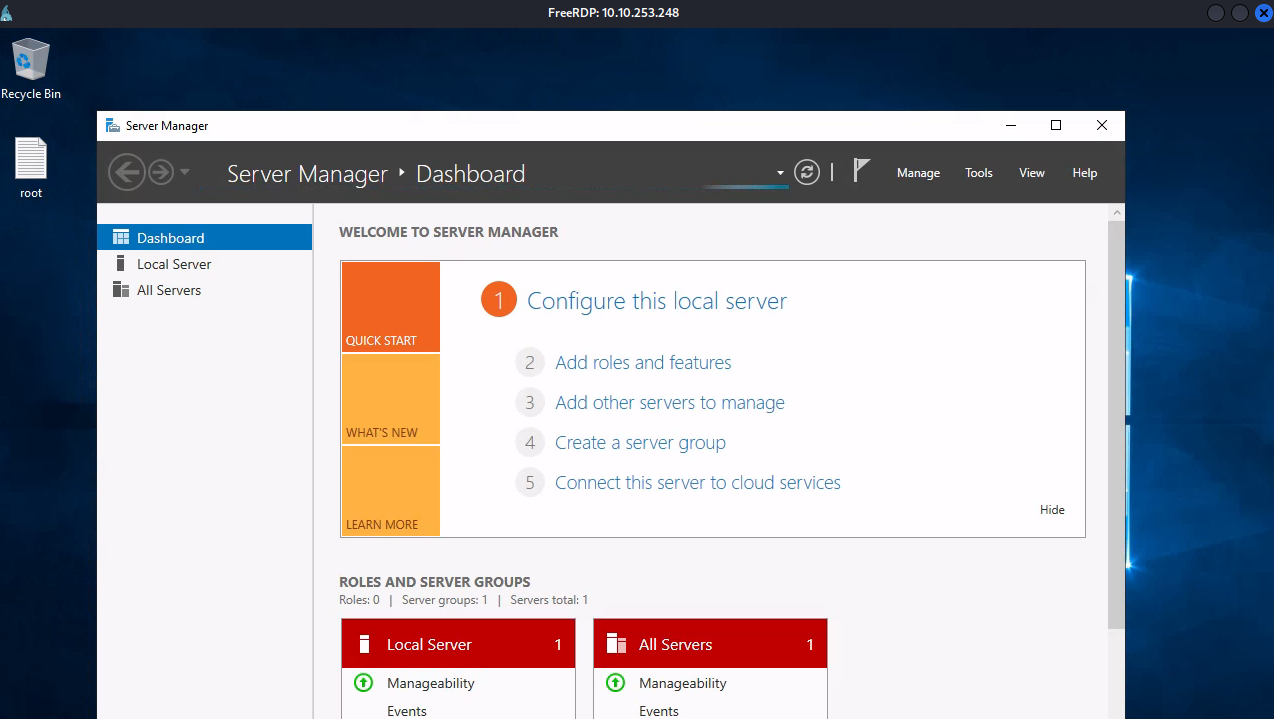 FreeRDP: 10.10.253.248
Recycle Bin
root
Server Manager
Server Manager Dashboard
Manage Tools View Help
Dashboard
Local Server
All Servers
WELCOME TO SERVER MANAGER
QUICK START
WHAT'S NEW
LEARN MORE
1 Configure this local server
2 Add roles and features
3 Add other servers to manage
4 Create a server group
5 Connect this server to cloud services
Hide
ROLES AND SERVER GROUPS
Roles: 0 | Server groups: 1 | Servers total: 1
Local Server 1
Manageability
Events
All Servers 1
Manageability
Events